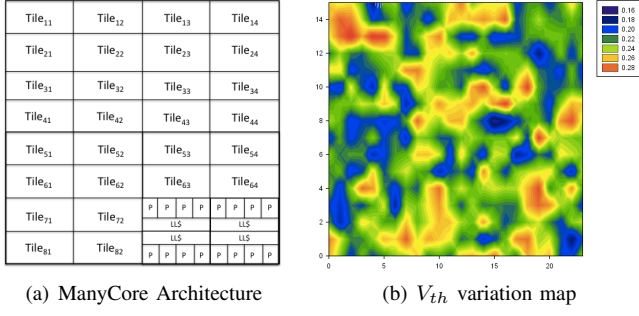 Tile11 Tile12 Tile13 Tile14
Tile21 Tile22 Tile23 Tile24
Tile31 Tile32 Tile33 Tile34
Tile41 Tile42 Tile43 Tile44
Tile51 Tile52 Tile53 Tile54
Tile61 Tile62 Tile63 Tile64
Tile71 Tile72 P P P P P P P P
LL$ LL$
LL$ LL$
Tile81 Tile82 P P P P P P P P
(a) ManyCore Architecture
14
12
10
8
6
4
2
0
0 5 10 15 20
0.16
0.18
0.20
0.22
0.24
0.26
0.28
(b) Vth variation map